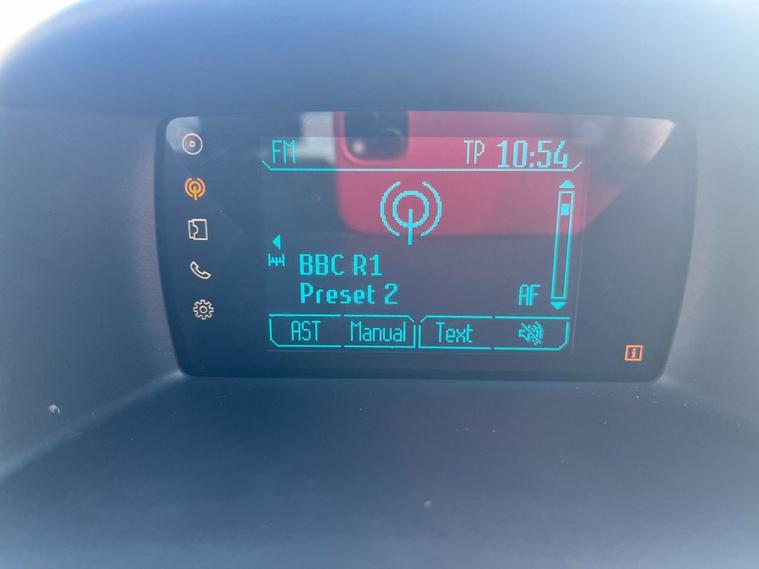 FM TP 10:54
BBC R1
Preset 2 AF
AST Manual Text
i